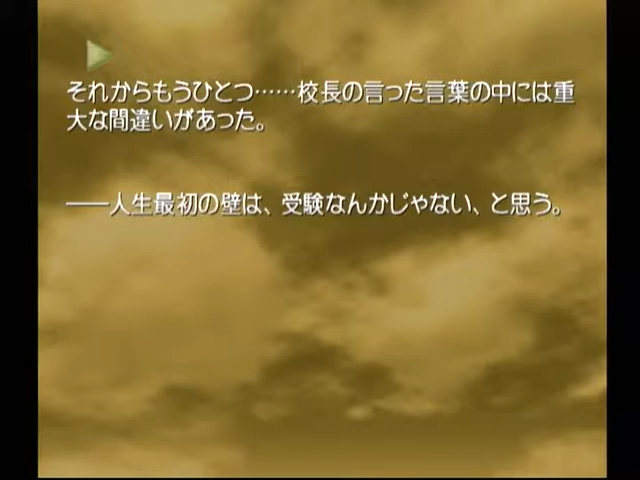 それからもうひとつ……校長の言った言葉の中には重
大な間違いがあった。
――人生最初の壁は、受験なんかじゃない、と思う。